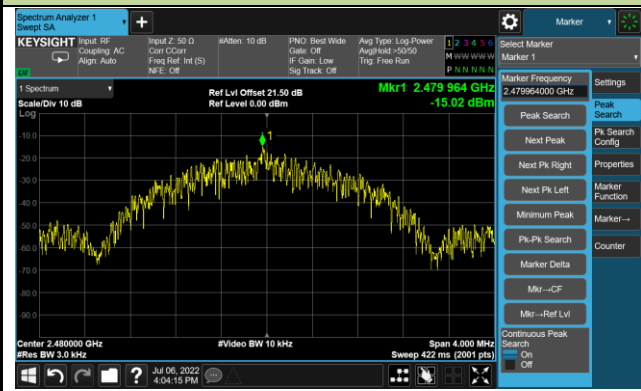 Spectrum Analyzer 1
Swept SA
Marker
KEYSIGHT
Input: RF
Coupling: AC
Align: Auto
Input Z: 50 Ω
Corr CCorr
Freq Ref: Int (S)
NFE: Off
#Atten: 10 dB
PNO: Best Wide
Gate: Off
IF Gain: Low
Sig Track: Off
Avg Type: Log-Power
Avg|Hold:>50/50
Trig: Free Run
1 2 3 4 5 6
M W W W W W
P N N N N N
LXI
Select Marker
Marker 1
1 Spectrum
Scale/Div 10 dB
Log
Ref Lvl Offset 21.50 dB
Ref Level 0.00 dBm
Mkr1 2.479 964 GHz
-15.02 dBm
1
-10.0
-20.0
-30.0
-40.0
-50.0
-60.0
-70.0
-80.0
-90.0
Center 2.480000 GHz
#Res BW 3.0 kHz
#Video BW 10 kHz
Span 4.000 MHz
Sweep 422 ms (2001 pts)
Marker Frequency
2.479964000 GHz
Peak Search
Next Peak
Next Pk Right
Next Pk Left
Minimum Peak
Pk-Pk Search
Marker Delta
Mkr→CF
Mkr→Ref Lvl
Continuous Peak
Search
On
Off
Settings
Peak
Search
Pk Search
Config
Properties
Marker
Function
Marker→
Counter
Jul 06, 2022
4:04:15 PM